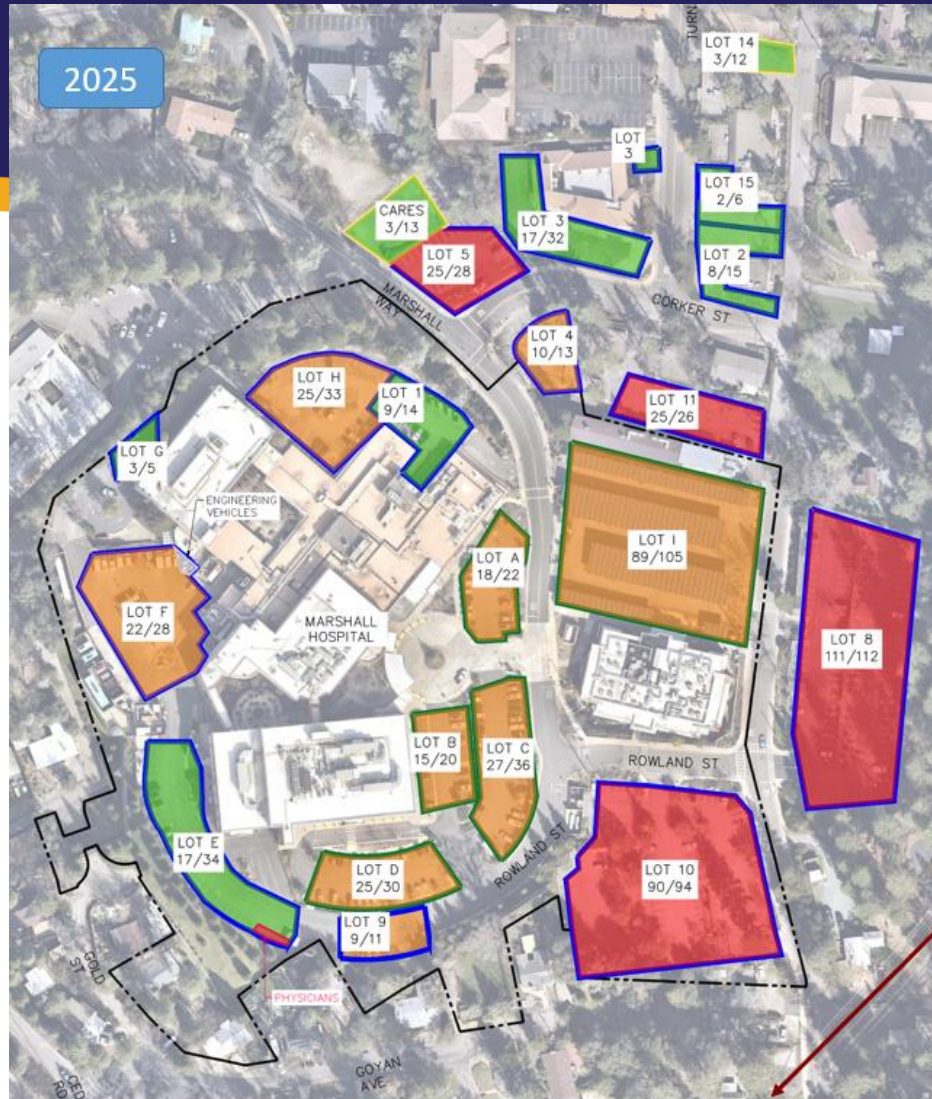 2025
TURN
LOT 14
3/12
LOT
3
LOT 15
2/6
CARES
3/13
LOT 3
17/32
LOT 5
25/28
LOT 2
8/15
MARSHALL
WAY
CORKER ST
LOT 4
10/13
LOT H
25/33
LOT 1
9/14
LOT 11
25/26
LOT G
3/5
ENGINEERING
VEHICLES
LOT A
18/22
LOT I
89/105
LOT F
22/28
MARSHALL
HOSPITAL
LOT 8
111/112
LOT B
15/20
LOT C
27/36
ROWLAND ST
LOT E
17/34
LOT D
25/30
ROWLAND ST
LOT 10
90/94
LOT 9
9/11
GOLD
ST
PHYSICIANS
GOYAN
AVE
CED
RD